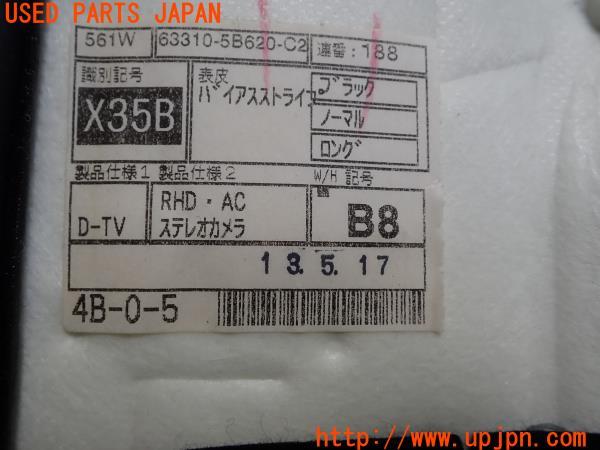 USED PARTS JAPAN
561W 63310-5B620-C2 連番:188
識別記号 表皮
X35B バイアスストライプ ブラック
ノーマル
ロング
製品仕様1 製品仕様2 W/H 記号
D-TV RHD・AC B8
ステレオカメラ
13.5.17
4B-0-5
UPJ
www.upjpn.com